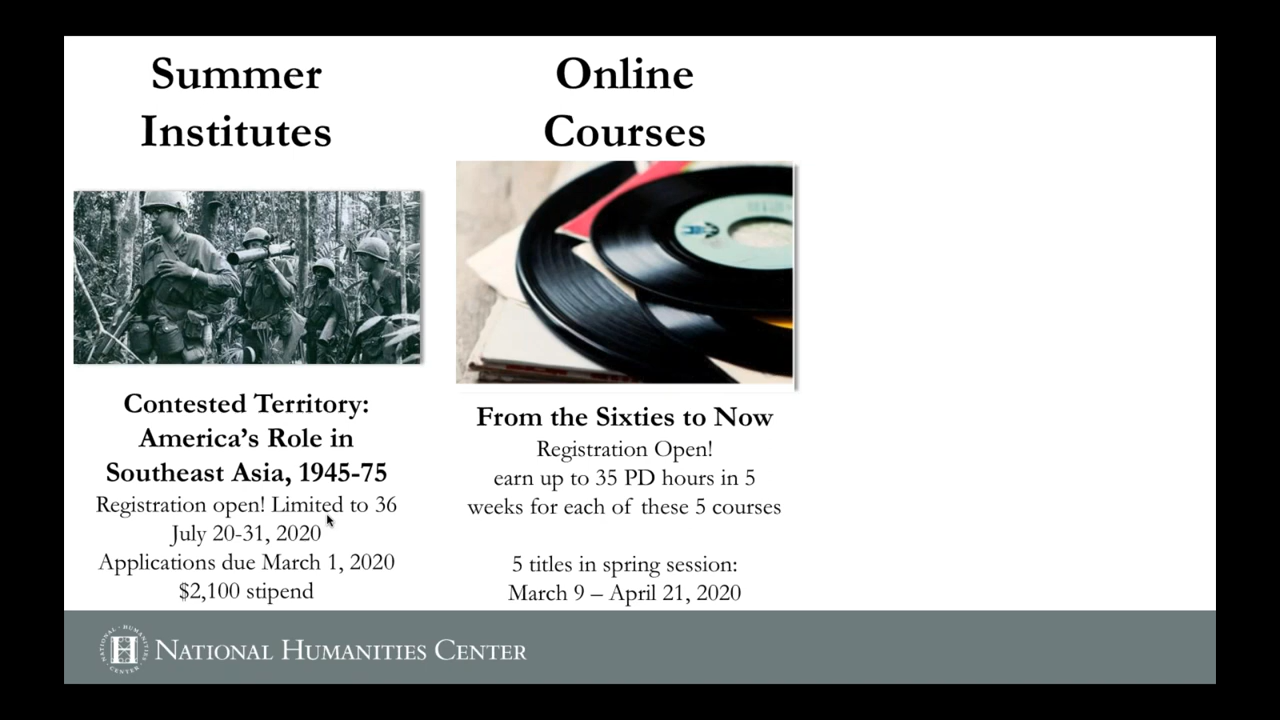 Summer
Institutes
Contested Territory:
America's Role in
Southeast Asia, 1945-75
Registration open! Limited to 36
July 20-31, 2020
Applications due March 1, 2020
$2,100 stipend
Online
Courses
From the Sixties to Now
Registration Open!
earn up to 35 PD hours in 5
weeks for each of these 5 courses
5 titles in spring session:
March 9 – April 21, 2020
NATIONAL HUMANITIES CENTER
NATIONAL HUMANITIES CENTER